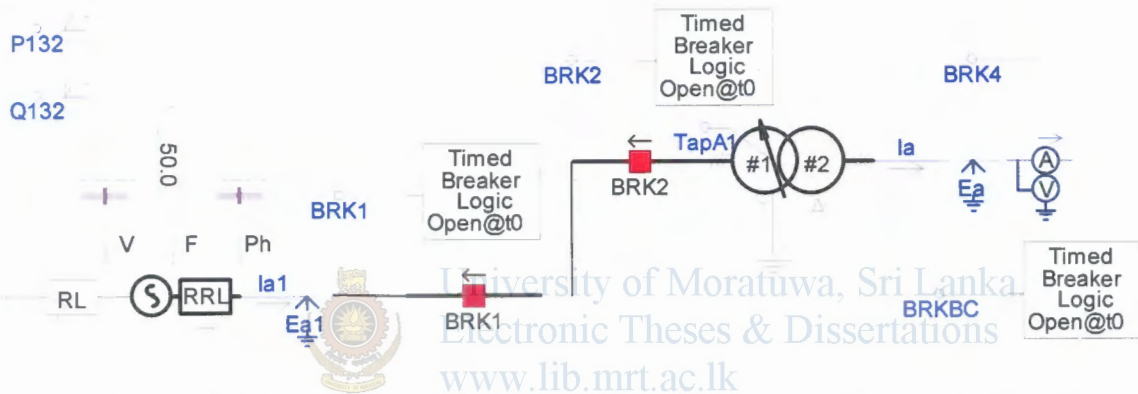 P132
Q132
50.0
V F Ph
RL
RRL
Ia1
Ea1
BRK1
Timed
Breaker
Logic
Open@t0
BRK1
BRK2
Timed
Breaker
Logic
Open@t0
BRK2
TapA1
#1 #2
Ia
BRK4
Ea
A
V
BRKBC
Timed
Breaker
Logic
Open@t0
University of Moratuwa, Sri Lanka.
Electronic Theses & Dissertations
www.lib.mrt.ac.lk